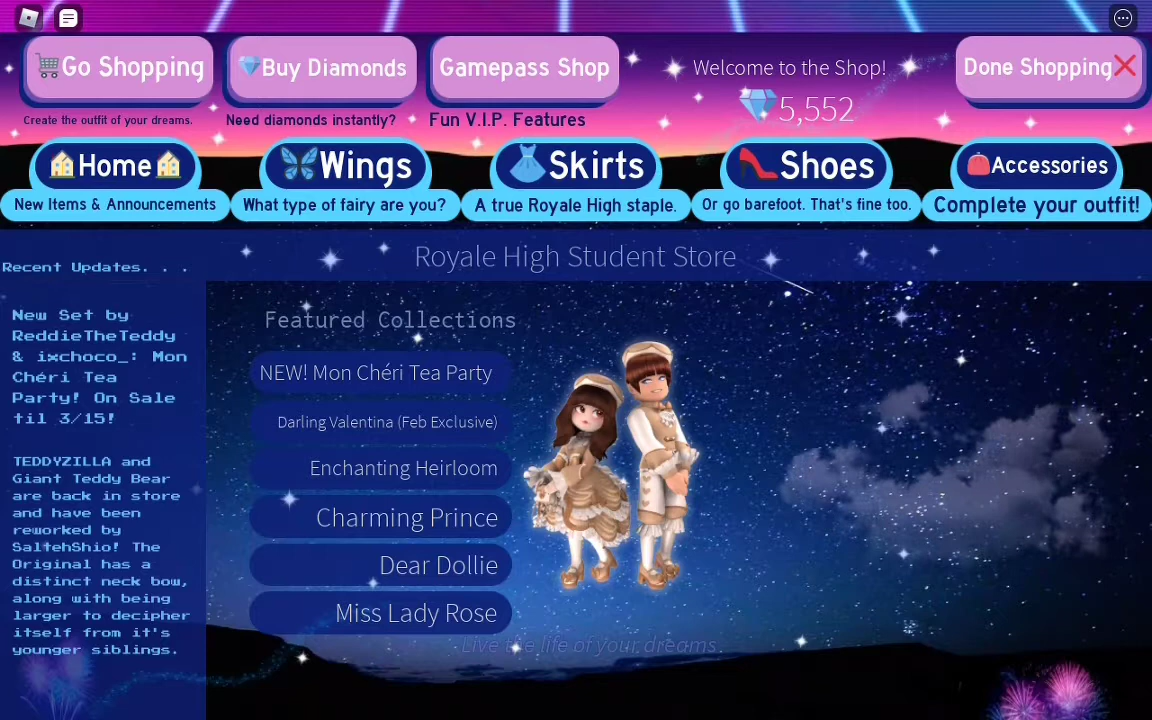 Go Shopping
Buy Diamonds
Gamepass Shop
Welcome to the Shop!
Done Shopping
5,552
Create the outfit of your dreams.
Need diamonds instantly?
Fun V.I.P. Features
Home
Wings
Skirts
Shoes
Accessories
New Items & Announcements
What type of fairy are you?
A true Royale High staple.
Or go barefoot. That's fine too.
Complete your outfit!
Royale High Student Store
Recent Updates. . .
New Set by
ReddieTheTeddy
& ixchoco_: Mon
Chéri Tea
Party! On Sale
til 3/15!
TEDDYZILLA and
Giant Teddy Bear
are back in store
and have been
reworked by
SaltehShio! The
Original has a
distinct neck bow,
along with being
larger to decipher
itself from it's
younger siblings.
Featured Collections
NEW! Mon Chéri Tea Party
Darling Valentina (Feb Exclusive)
Enchanting Heirloom
Charming Prince
Dear Dollie
Miss Lady Rose
Live the life of your dreams.